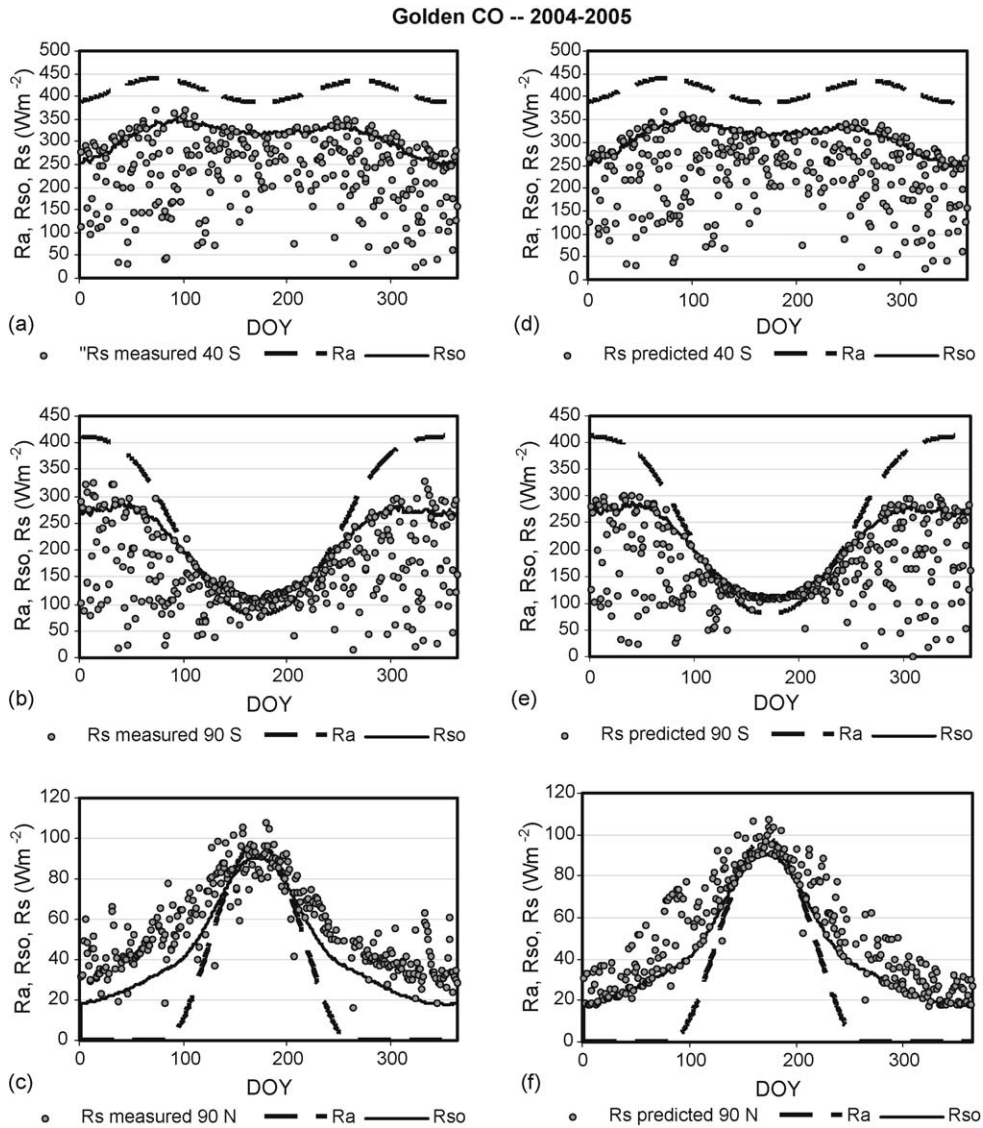 Golden CO -- 2004-2005
Ra, Rso, Rs (Wm-2)
500
450
400
350
300
250
200
150
100
50
0
0 100 200 300
DOY
(a)
"Rs measured 40 S Ra Rso
Ra, Rso, Rs (Wm-2)
500
450
400
350
300
250
200
150
100
50
0
0 100 200 300
DOY
(d)
Rs predicted 40 S Ra Rso
Ra, Rso, Rs (Wm-2)
450
400
350
300
250
200
150
100
50
0
0 100 200 300
DOY
(b)
Rs measured 90 S Ra Rso
Ra, Rso, Rs (Wm-2)
450
400
350
300
250
200
150
100
50
0
0 100 200 300
DOY
(e)
Rs predicted 90 S Ra Rso
Ra, Rso, Rs (Wm-2)
120
100
80
60
40
20
0
0 100 200 300
DOY
(c)
Rs measured 90 N Ra Rso
Ra, Rso, Rs (Wm-2)
120
100
80
60
40
20
0
0 100 200 300
DOY
(f)
Rs predicted 90 N Ra Rso